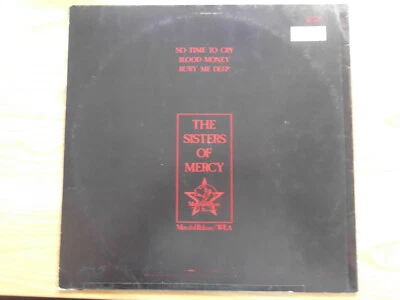 NO TIME TO CRY
BLOOD MONEY
BURY ME DEEP
THE
SISTERS
OF
MERCY
Merciful Release/WEA